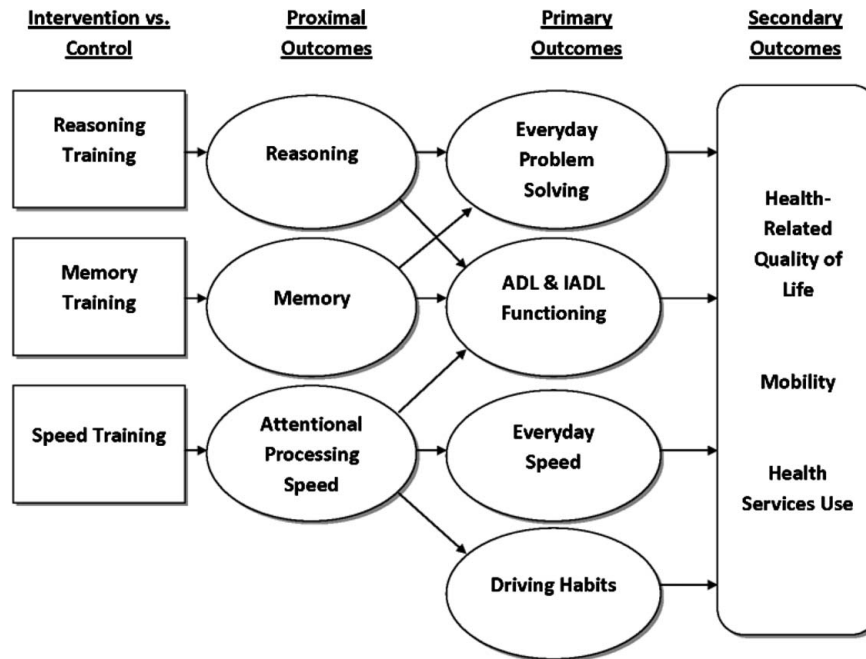 Intervention vs.
Control
Proximal
Outcomes
Primary
Outcomes
Secondary
Outcomes
Reasoning
Training
Reasoning
Everyday
Problem
Solving
Memory
Training
Memory
ADL & IADL
Functioning
Speed Training
Attentional
Processing
Speed
Everyday
Speed
Driving Habits
Health-
Related
Quality of
Life
Mobility
Health
Services Use